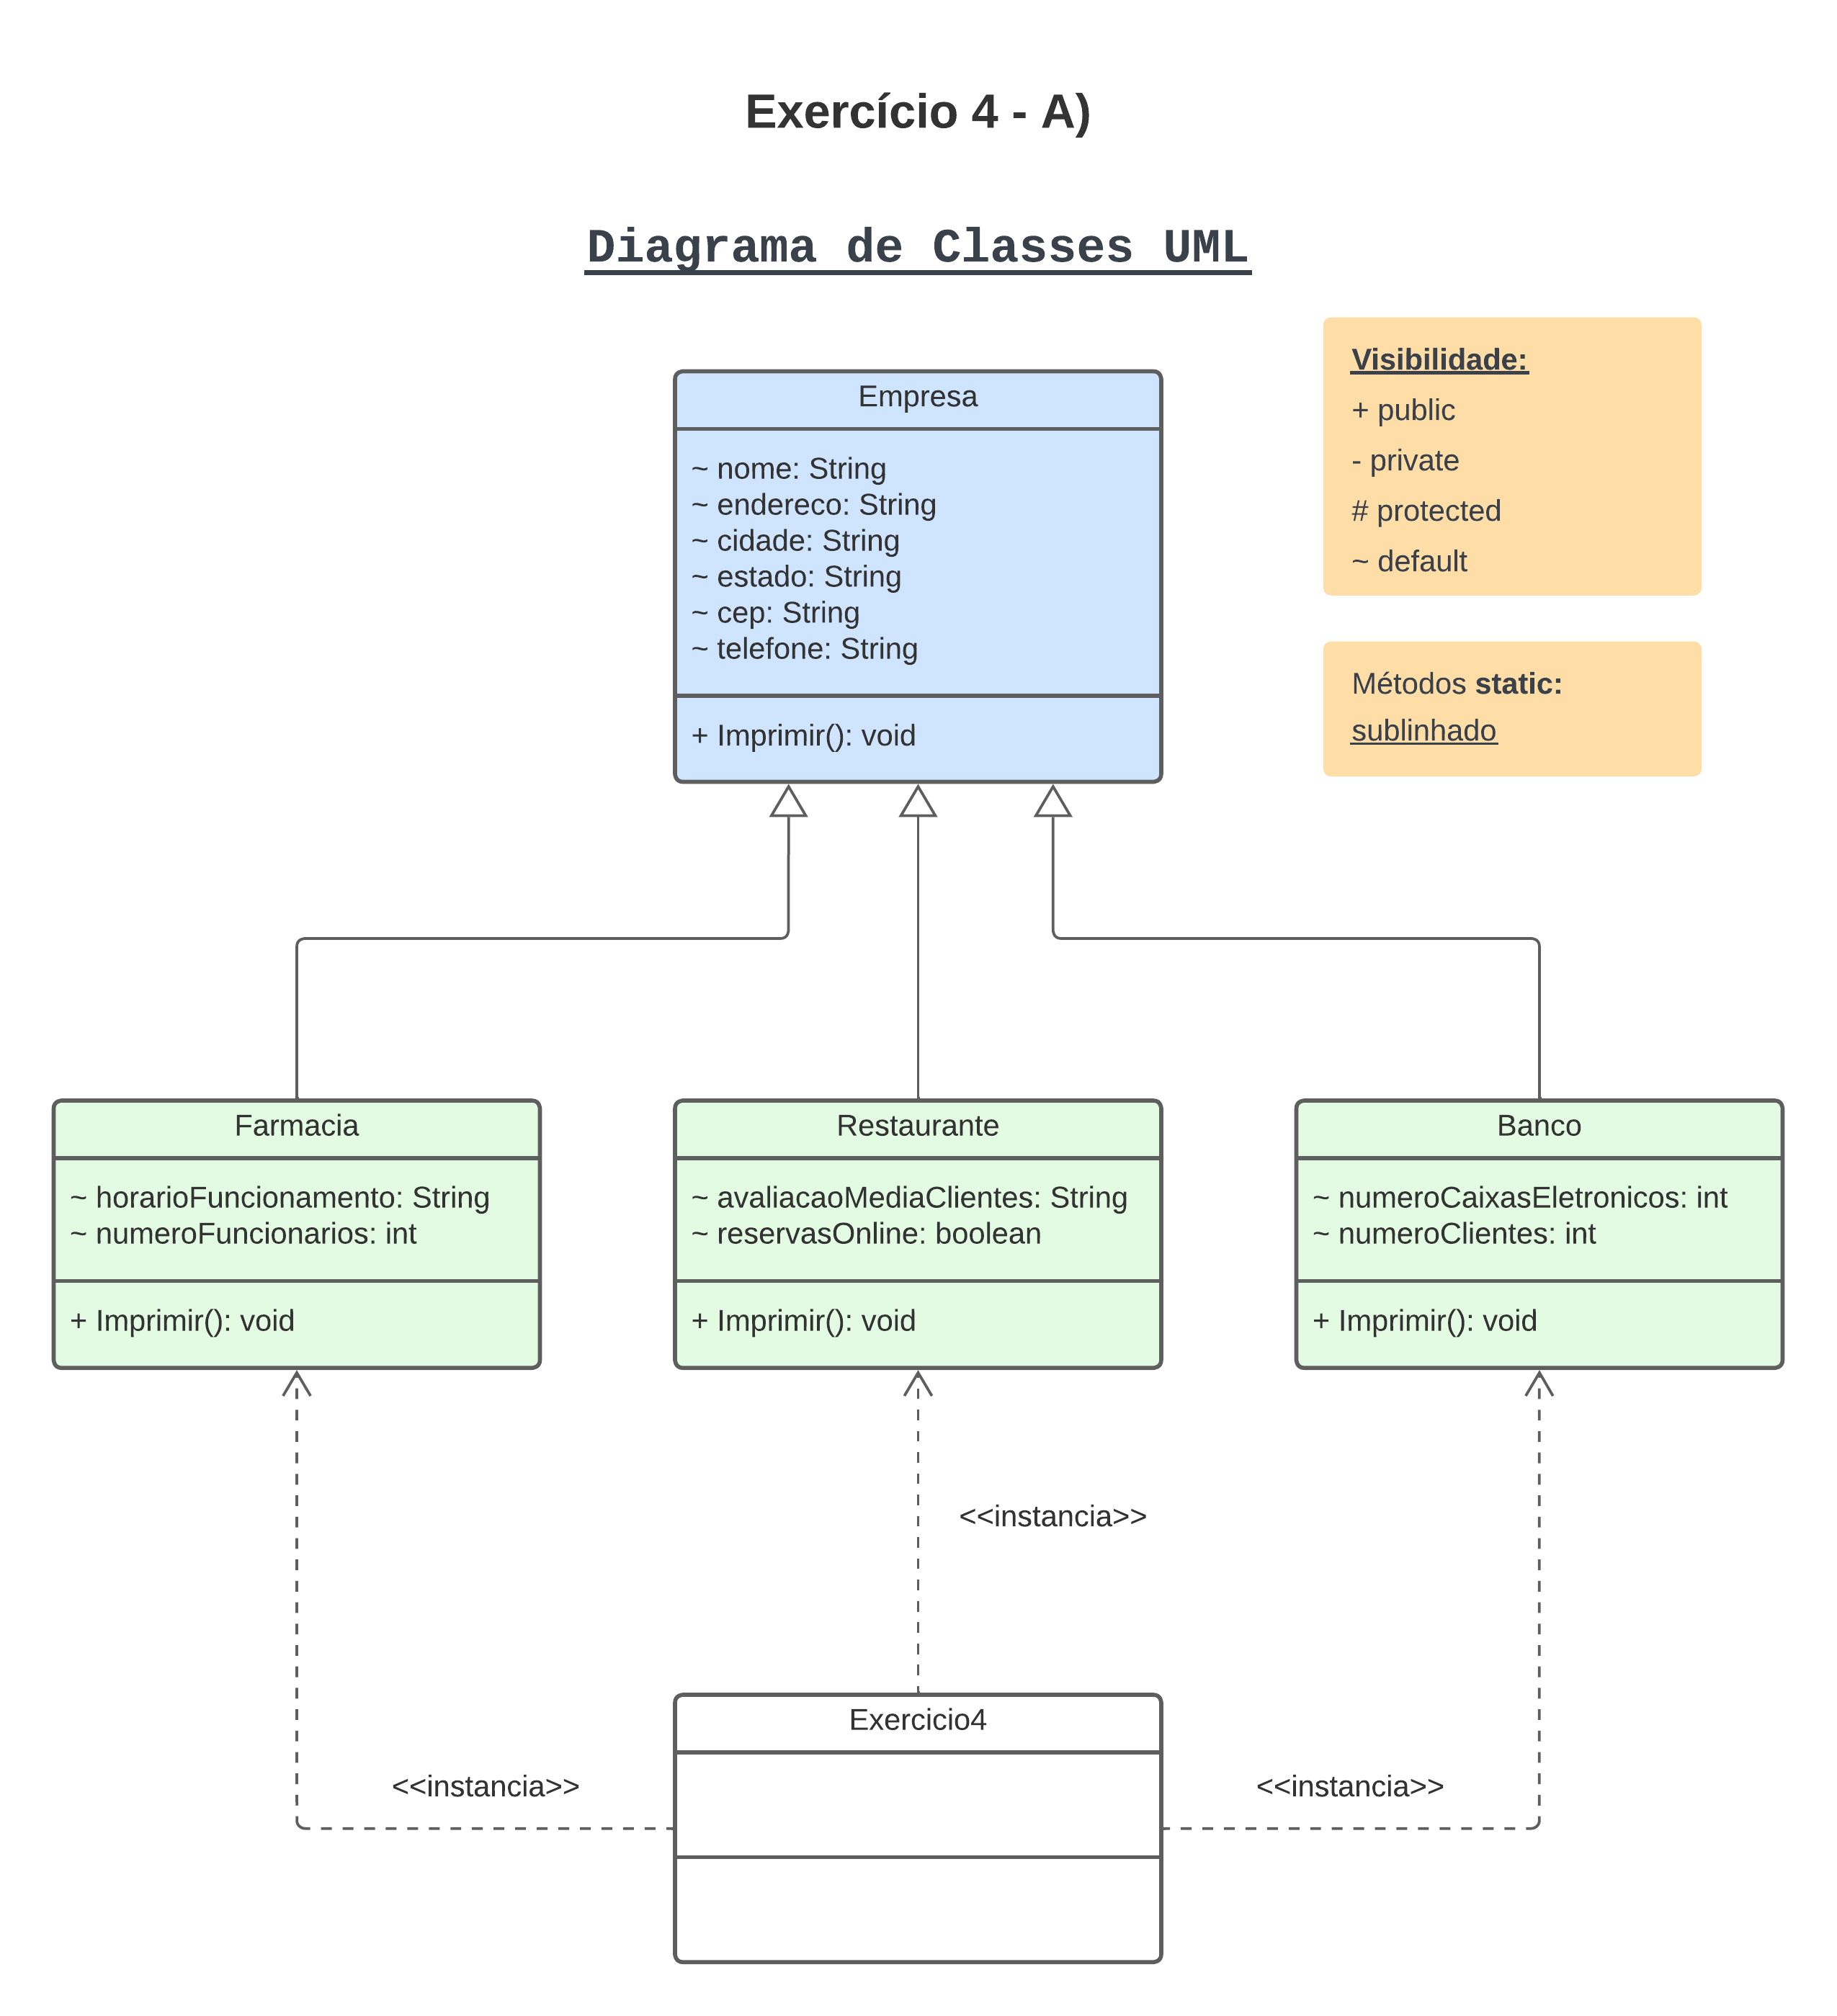 Exercício 4 - A)
Diagrama de Classes UML
Visibilidade:
+ public
- private
# protected
~ default
Métodos static:
sublinhado
Empresa
~ nome: String
~ endereco: String
~ cidade: String
~ estado: String
~ cep: String
~ telefone: String
+ Imprimir(): void
Farmacia
~ horarioFuncionamento: String
~ numeroFuncionarios: int
+ Imprimir(): void
Restaurante
~ avaliacaoMediaClientes: String
~ reservasOnline: boolean
+ Imprimir(): void
Banco
~ numeroCaixasEletronicos: int
~ numeroClientes: int
+ Imprimir(): void
<<instancia>>
Exercicio4
<<instancia>>
<<instancia>>